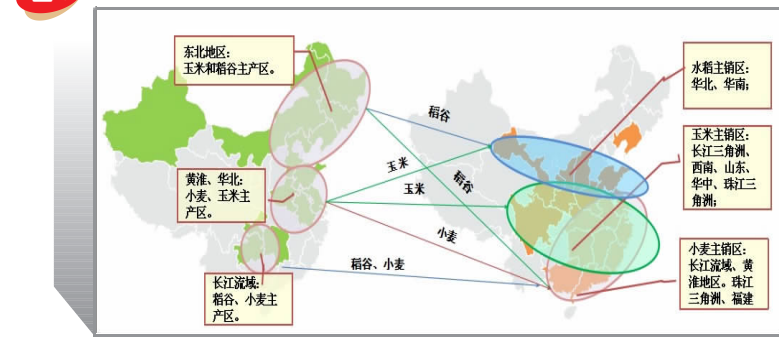 东北地区：
玉米和稻谷主产区。
黄淮、华北：
小麦、玉米主
产区。
长江流域：
稻谷、小麦主
产区。
稻谷
玉米
稻谷
玉米
小麦
稻谷、小麦
水稻主销区：
华北、华南；
玉米主销区：
长江三角洲、
西南、山东、
华中、珠江三
角洲；
小麦主销区：
长江流域、黄
淮地区。珠江
三角洲、福建